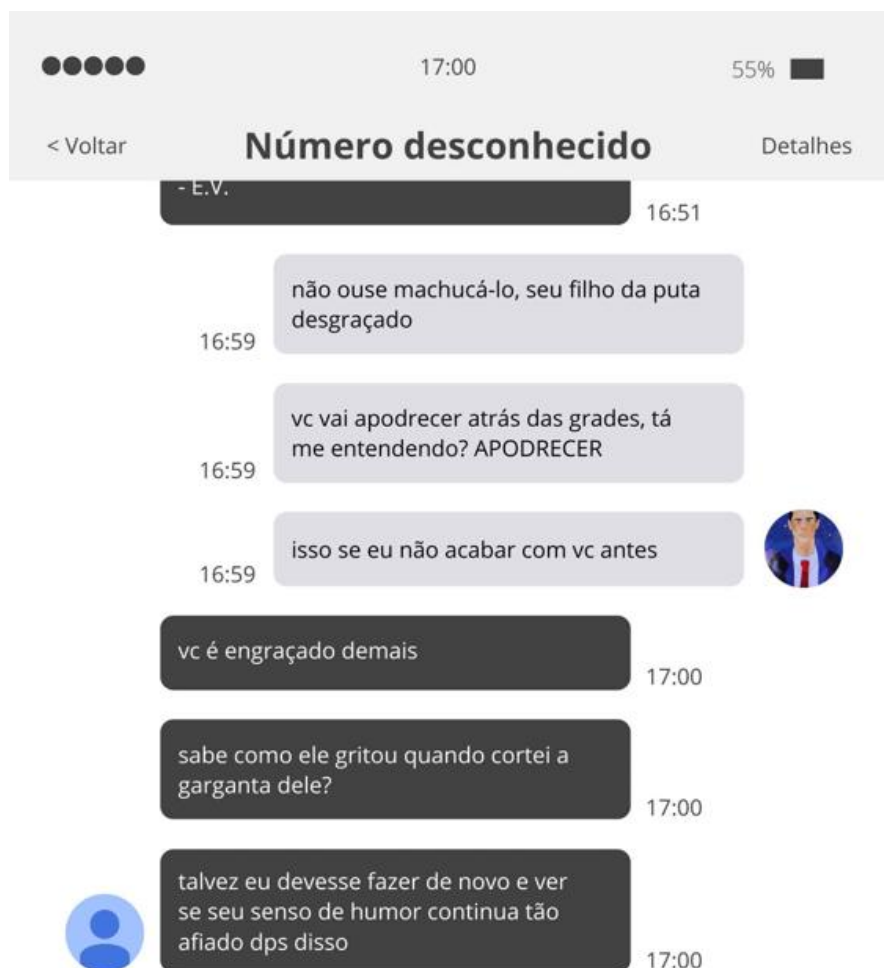 17:00
55%
< Voltar
Número desconhecido
Detalhes
- E.V.
16:51
não ouse machucá-lo, seu filho da puta
desgraçado
16:59
vc vai apodrecer atrás das grades, tá
me entendendo? APODRECER
16:59
isso se eu não acabar com vc antes
16:59
vc é engraçado demais
17:00
sabe como ele gritou quando cortei a
garganta dele?
17:00
talvez eu devesse fazer de novo e ver
se seu senso de humor continua tão
afiado dps disso
17:00